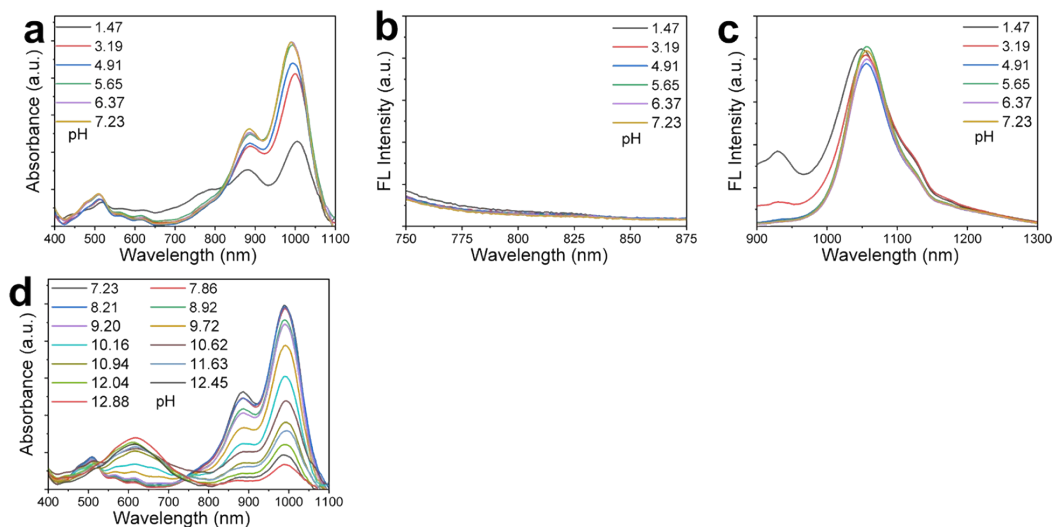 a
Absorbance (a.u.)
1.47
3.19
4.91
5.65
6.37
7.23
pH
400 500 600 700 800 900 1000 1100
Wavelength (nm)
b
FL Intensity (a.u.)
1.47
3.19
4.91
5.65
6.37
7.23
pH
750 775 800 825 850 875
Wavelength (nm)
c
FL Intensity (a.u.)
1.47
3.19
4.91
5.65
6.37
7.23
pH
900 1000 1100 1200 1300
Wavelength (nm)
d
Absorbance (a.u.)
7.23 7.86
8.21 8.92
9.20 9.72
10.16 10.62
10.94 11.63
12.04 12.45
12.88 pH
400 500 600 700 800 900 1000 1100
Wavelength (nm)